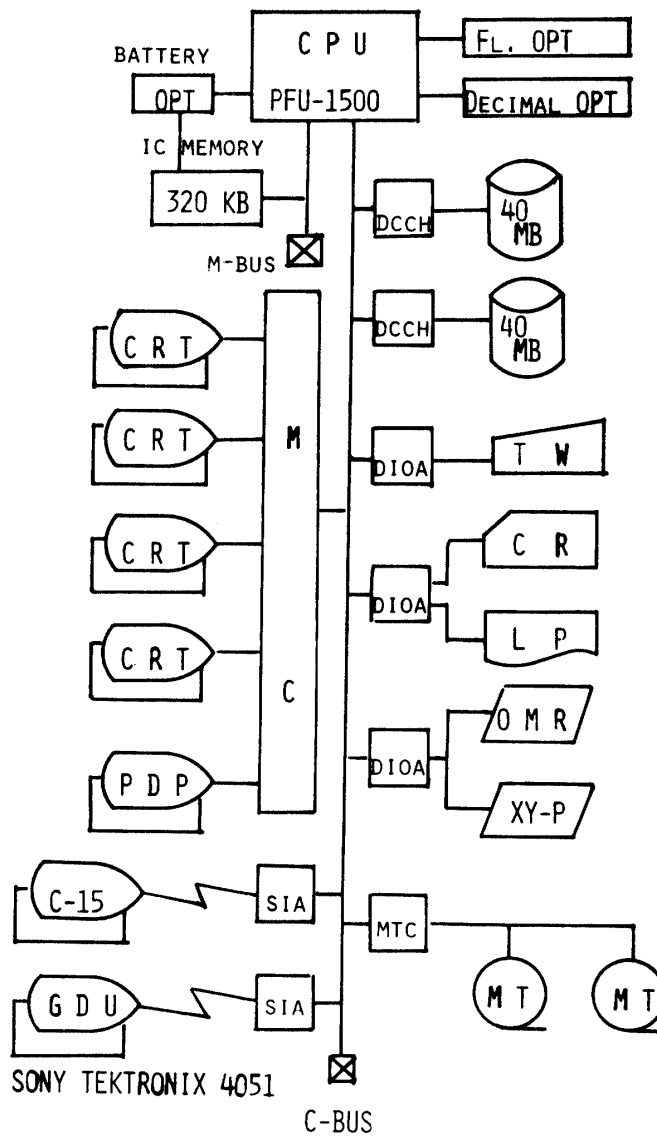 C P U
PFU-1500
FL. OPT
DECIMAL OPT
BATTERY
OPT
IC MEMORY
320 KB
M-BUS
DCCH
40
MB
DCCH
40
MB
C R T
C R T
C R T
C R T
P D P
M
C
DIOA
T W
DIOA
C R
L P
DIOA
O M R
XY-P
C-15
SIA
MTC
M T
M T
G D U
SIA
SONY TEKTRONIX 4051
C-BUS